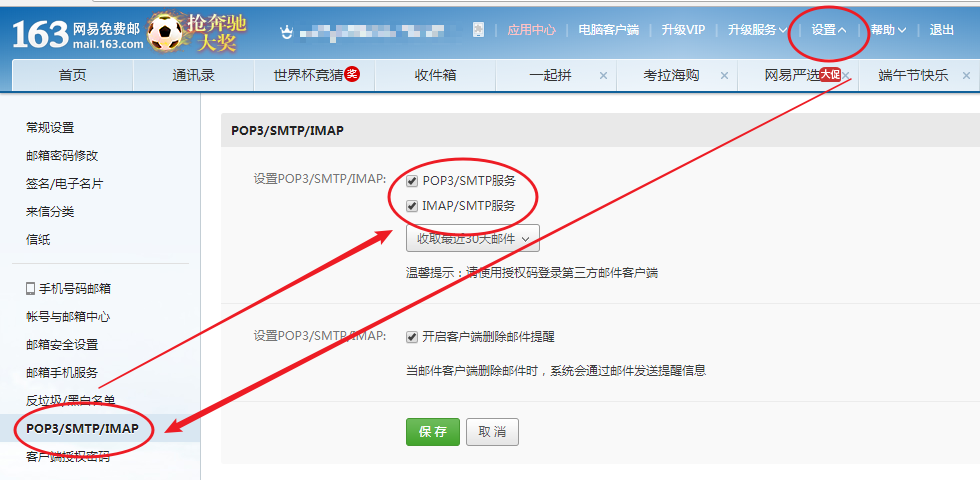 163 网易免费邮 mail.163.com 抢奔驰大奖 应用中心 | 电脑客户端 | 升级VIP | 升级服务 | 设置 | 帮助 | 退出
首页 通讯录 世界杯竞猜 奖 收件箱 一起拼 × 考拉海购 × 网易严选 大促 × 端午节快乐 ×
常规设置
邮箱密码修改
签名/电子名片
来信分类
信纸
手机号码邮箱
帐号与邮箱中心
邮箱安全设置
邮箱手机服务
反垃圾/黑白名单
POP3/SMTP/IMAP
客户端授权密码
POP3/SMTP/IMAP
设置POP3/SMTP/IMAP: POP3/SMTP服务
IMAP/SMTP服务
收取最近30天邮件
温馨提示：请使用授权码登录第三方邮件客户端
设置POP3/SMTP/IMAP: 开启客户端删除邮件提醒
当邮件客户端删除邮件时，系统会通过邮件发送提醒信息
保存 取消